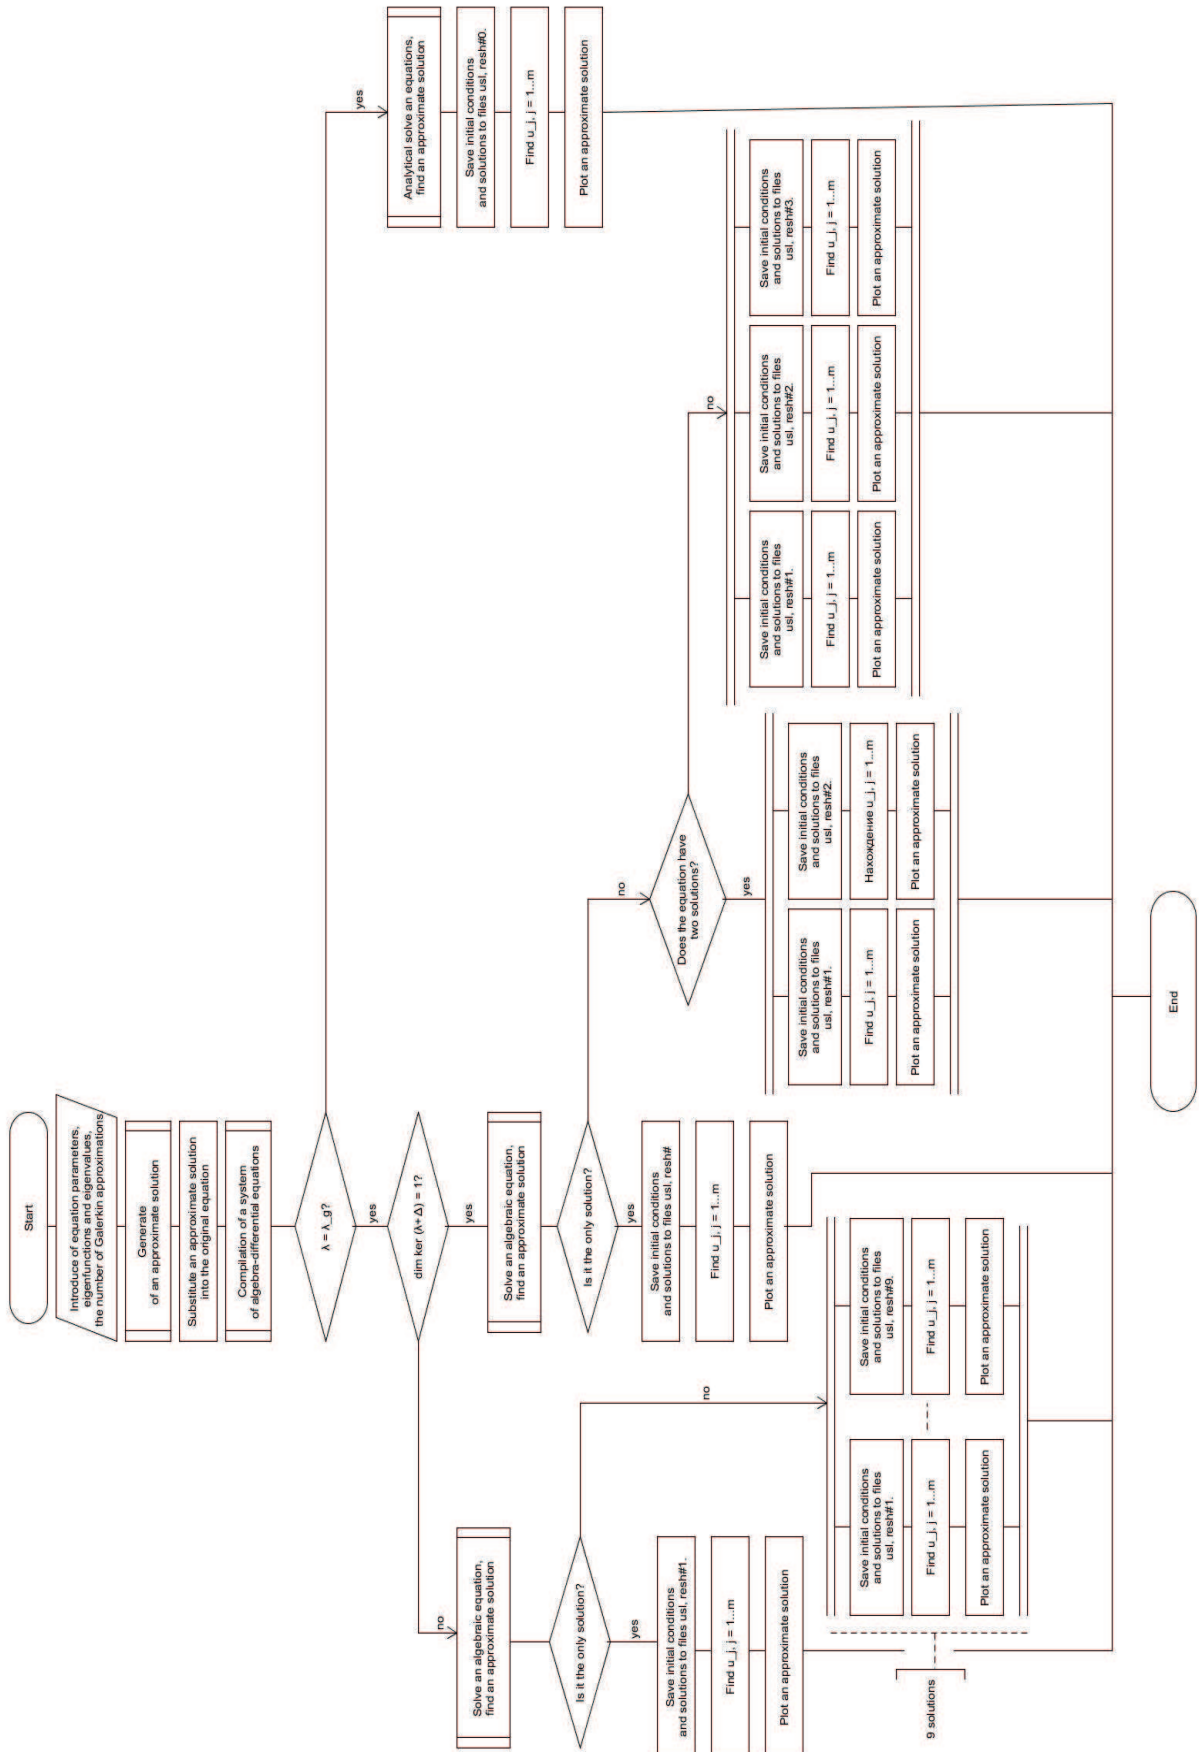 Start
Introduce of equation parameters,
eigenfunctions and eigenvalues,
the number of Galerkin approximations
Generate
of an approximate solution
Substitute an approximate solution
into the original equation
Compilation of a system
of algebra-differential equations
λ = λ_g?
yes
yes
Analytical solve an equations,
find an approximate solution
Save initial conditions
and solutions to files usl, resh#0.
Find u_j, j = 1...m
Plot an approximate solution
dim ker (λ+ Δ) = 1?
no
yes
Solve an algebraic equation,
find an approximate solution
Is it the only solution?
yes
no
Save initial conditions
and solutions to files usl, resh#
Find u_j, j = 1...m
Plot an approximate solution
Does the equation have
two solutions?
yes
no
Save initial conditions
and solutions to files
usl, resh#1.
Find u_j, j = 1...m
Plot an approximate solution
Save initial conditions
and solutions to files
usl, resh#2.
Нахождение u_j, j = 1...m
Plot an approximate solution
Save initial conditions
and solutions to files
usl, resh#1.
Find u_j, j = 1...m
Plot an approximate solution
Save initial conditions
and solutions to files
usl, resh#2.
Find u_j, j = 1...m
Plot an approximate solution
Save initial conditions
and solutions to files
usl, resh#3.
Find u_j, j = 1...m
Plot an approximate solution
Solve an algebraic equation,
find an approximate solution
Is it the only solution?
yes
no
Save initial conditions
and solutions to files usl, resh#1.
Find u_j, j = 1...m
Plot an approximate solution
Save initial conditions
and solutions to files
usl, resh#1.
Find u_j, j = 1...m
Plot an approximate solution
Save initial conditions
and solutions to files
usl, resh#9.
Find u_j, j = 1...m
Plot an approximate solution
9 solutions
End